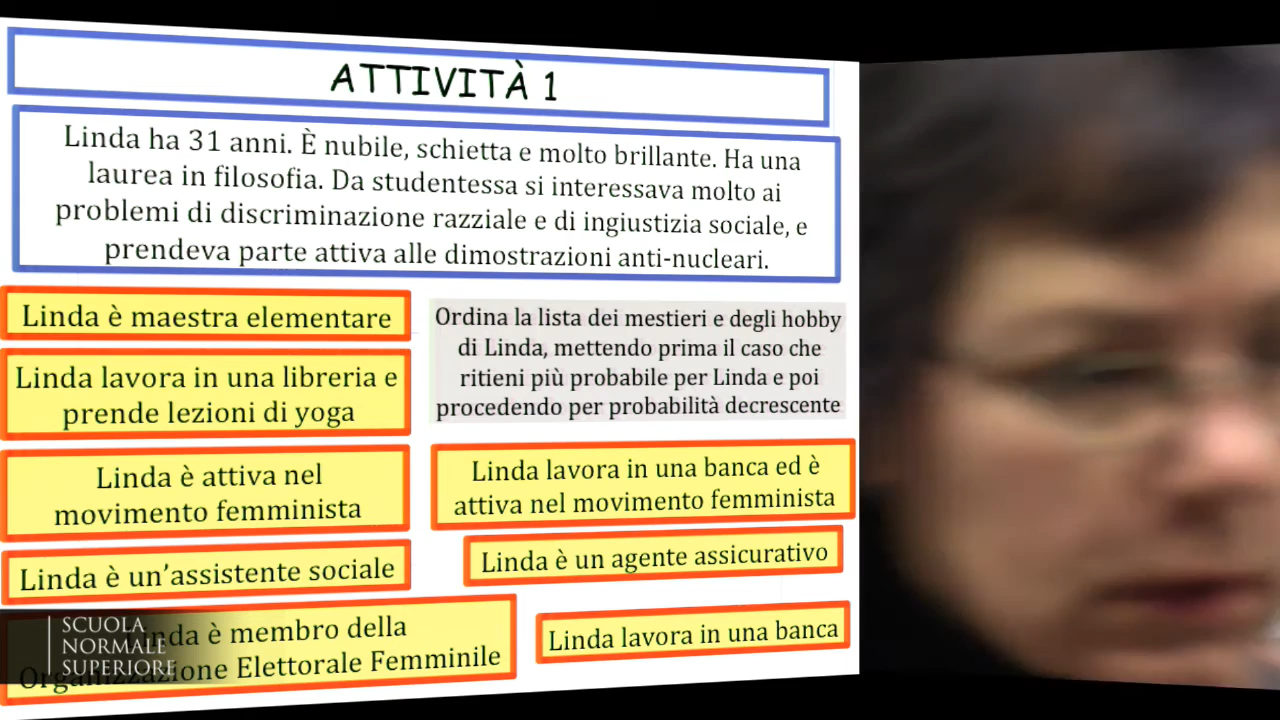 ATTIVITÀ 1
Linda ha 31 anni. È nubile, schietta e molto brillante. Ha una
laurea in filosofia. Da studentessa si interessava molto ai
problemi di discriminazione razziale e di ingiustizia sociale, e
prendeva parte attiva alle dimostrazioni anti-nucleari.
Linda è maestra elementare
Linda lavora in una libreria e
prende lezioni di yoga
Linda è attiva nel
movimento femminista
Linda è un’assistente sociale
Linda è membro della
Organizzazione Elettorale Femminile
Ordina la lista dei mestieri e degli hobby
di Linda, mettendo prima il caso che
ritieni più probabile per Linda e poi
procedendo per probabilità decrescente
Linda lavora in una banca ed è
attiva nel movimento femminista
Linda è un agente assicurativo
Linda lavora in una banca
SCUOLA
NORMALE
SUPERIORE